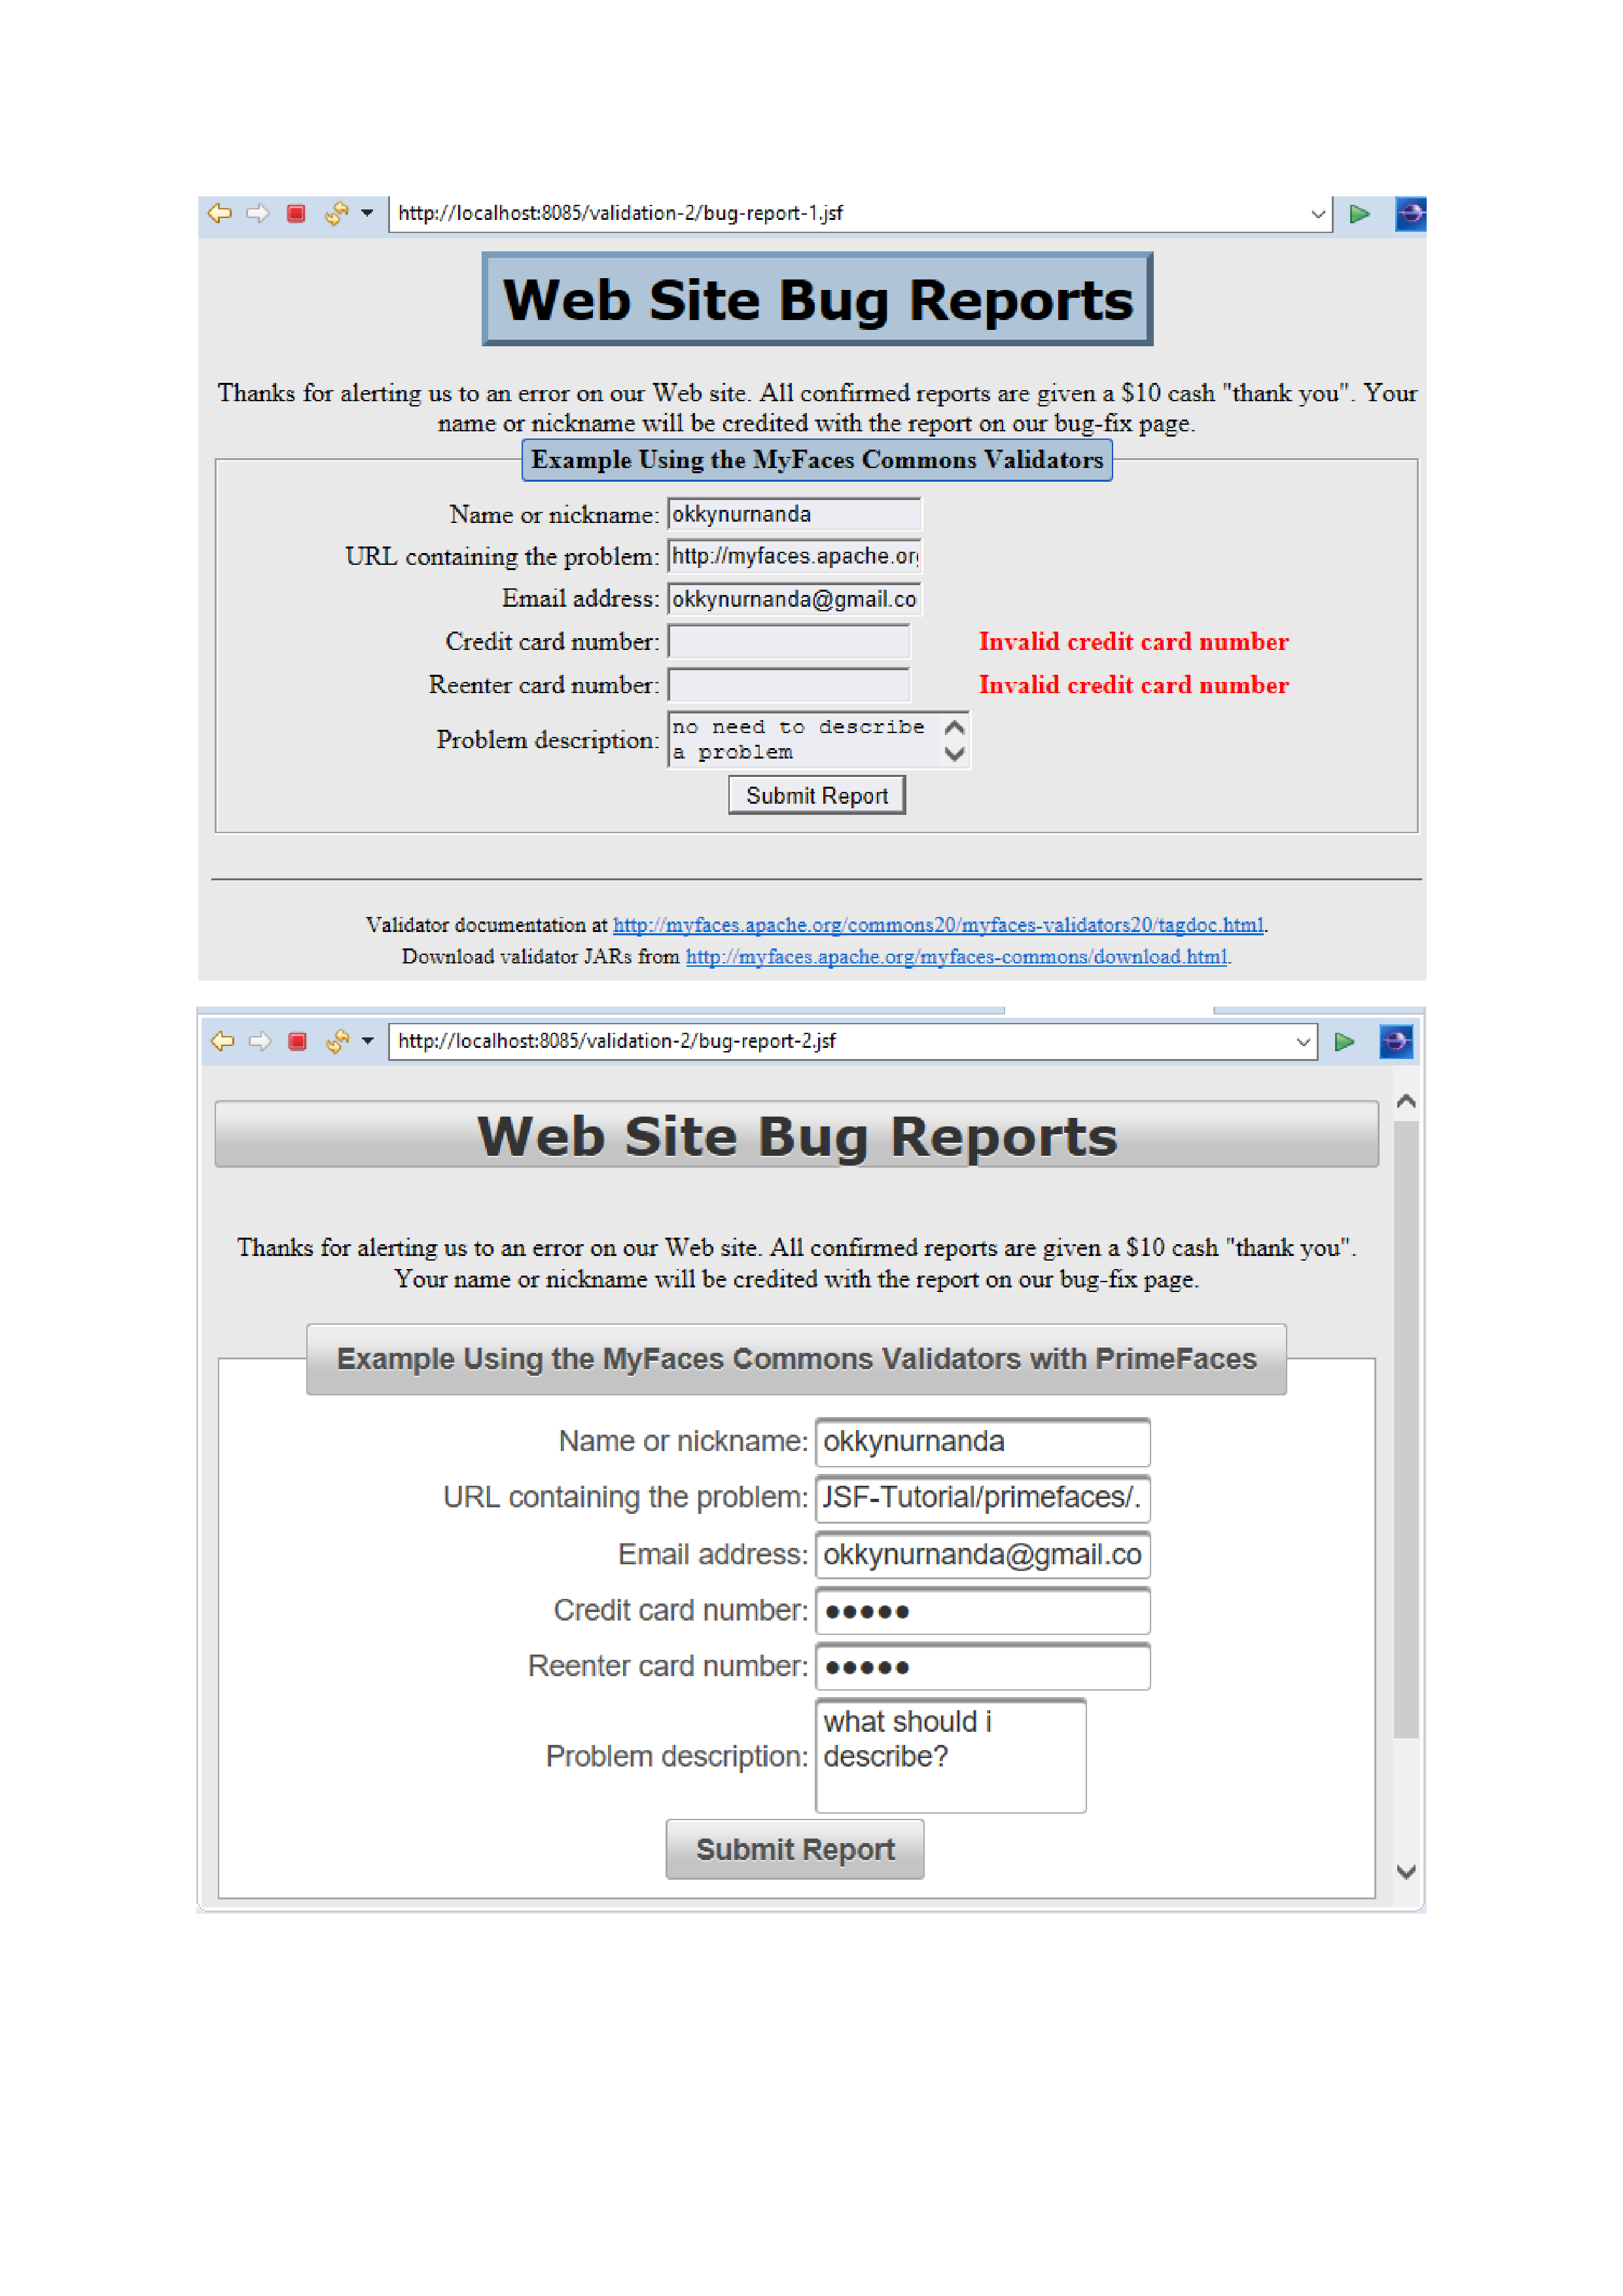 http://localhost:8085/validation-2/bug-report-1.jsf
Web Site Bug Reports
Thanks for alerting us to an error on our Web site. All confirmed reports are given a $10 cash "thank you". Your
name or nickname will be credited with the report on our bug-fix page.
Example Using the MyFaces Commons Validators
Name or nickname: okkynurnanda
URL containing the problem: http://myfaces.apache.org
Email address: okkynurnanda@gmail.co
Credit card number: Invalid credit card number
Reenter card number: Invalid credit card number
Problem description: no need to describe
a problem
Submit Report
Validator documentation at http://myfaces.apache.org/commons20/myfaces-validators20/tagdoc.html.
Download validator JARs from http://myfaces.apache.org/myfaces-commons/download.html.
http://localhost:8085/validation-2/bug-report-2.jsf
Web Site Bug Reports
Thanks for alerting us to an error on our Web site. All confirmed reports are given a $10 cash "thank you".
Your name or nickname will be credited with the report on our bug-fix page.
Example Using the MyFaces Commons Validators with PrimeFaces
Name or nickname: okkynurnanda
URL containing the problem: JSF-Tutorial/primefaces/.
Email address: okkynurnanda@gmail.co
Credit card number: •••••
Reenter card number: •••••
Problem description: what should i
describe?
Submit Report